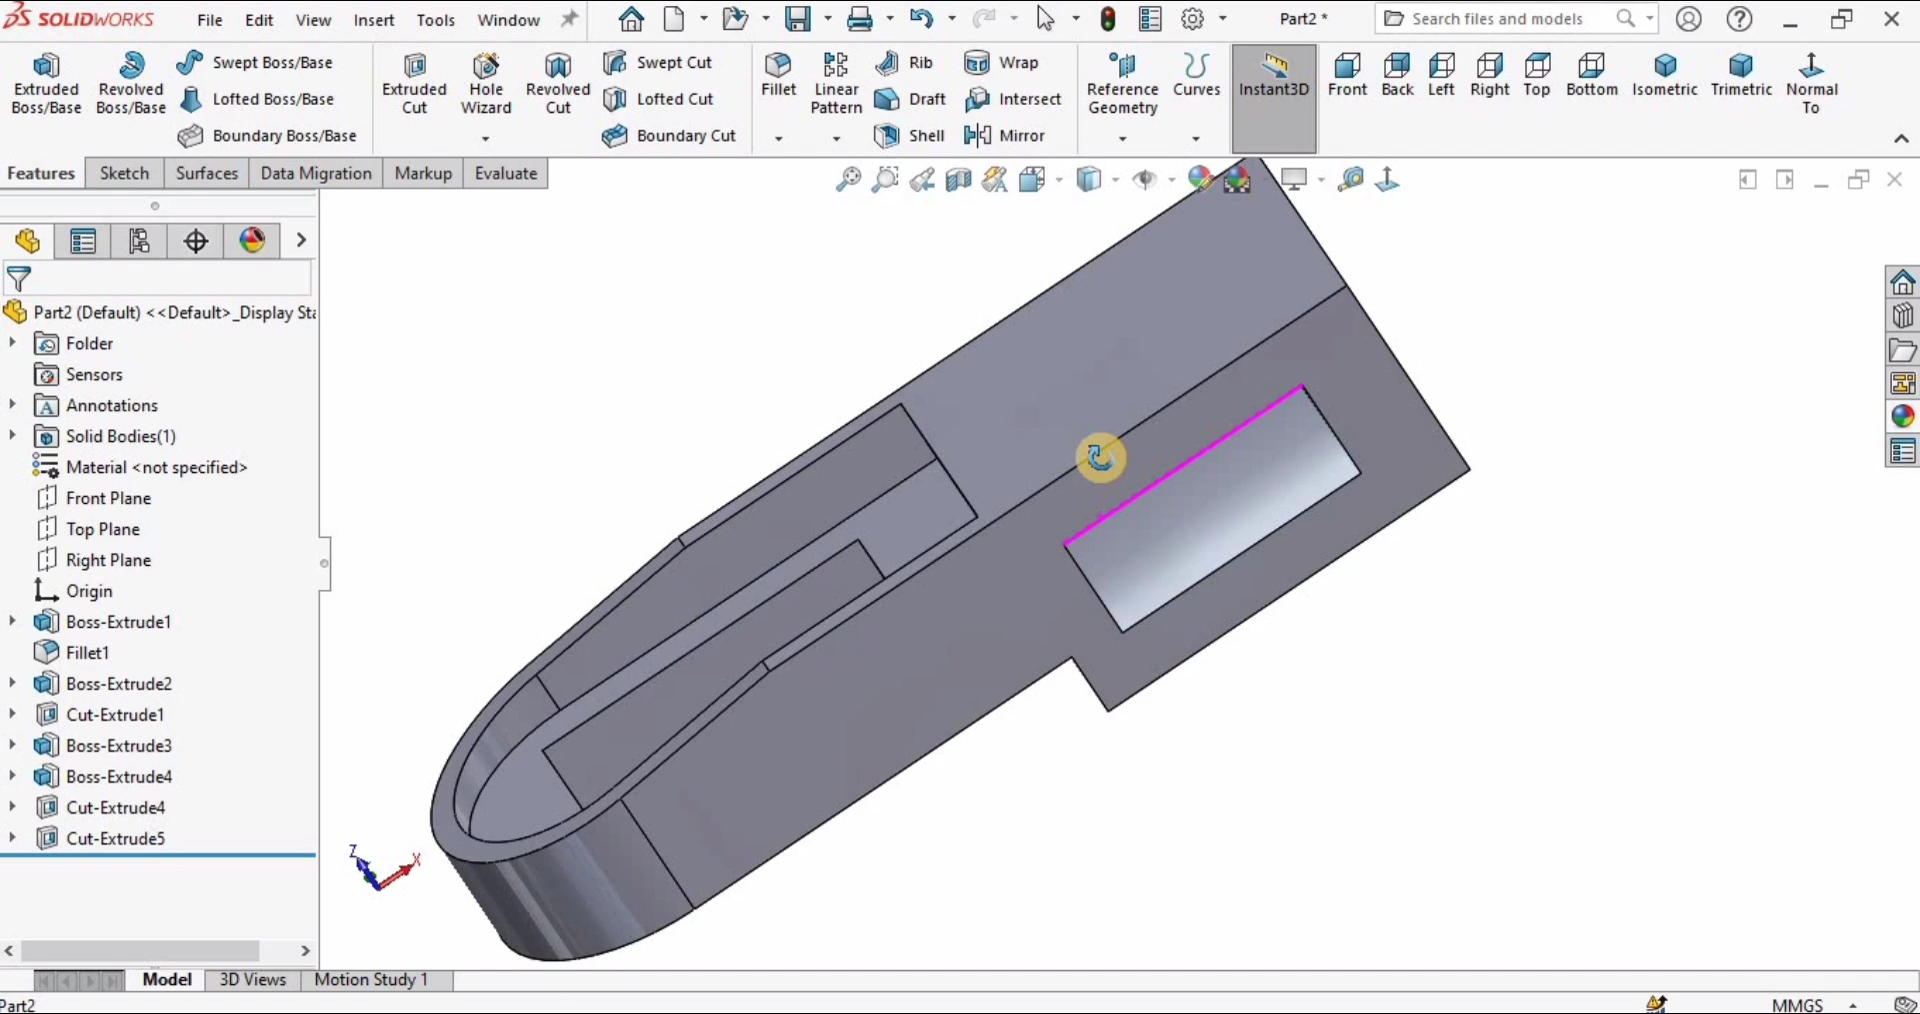 SOLIDWORKS File Edit View Insert Tools Window Part2 * Search files and models
Extruded Boss/Base
Revolved Boss/Base
Swept Boss/Base
Lofted Boss/Base
Boundary Boss/Base
Extruded Cut
Hole Wizard
Revolved Cut
Swept Cut
Lofted Cut
Boundary Cut
Fillet
Linear Pattern
Rib
Draft
Shell
Wrap
Intersect
Mirror
Reference Geometry
Curves
Instant3D
Front
Back
Left
Right
Top
Bottom
Isometric
Trimetric
Normal To
Features Sketch Surfaces Data Migration Markup Evaluate
Part2 (Default) <<Default>_Display Sta
Folder
Sensors
A Annotations
Solid Bodies(1)
Material <not specified>
Front Plane
Top Plane
Right Plane
Origin
Boss-Extrude1
Fillet1
Boss-Extrude2
Cut-Extrude1
Boss-Extrude3
Boss-Extrude4
Cut-Extrude4
Cut-Extrude5
Z
X
Model 3D Views Motion Study 1
Part2 MMGS